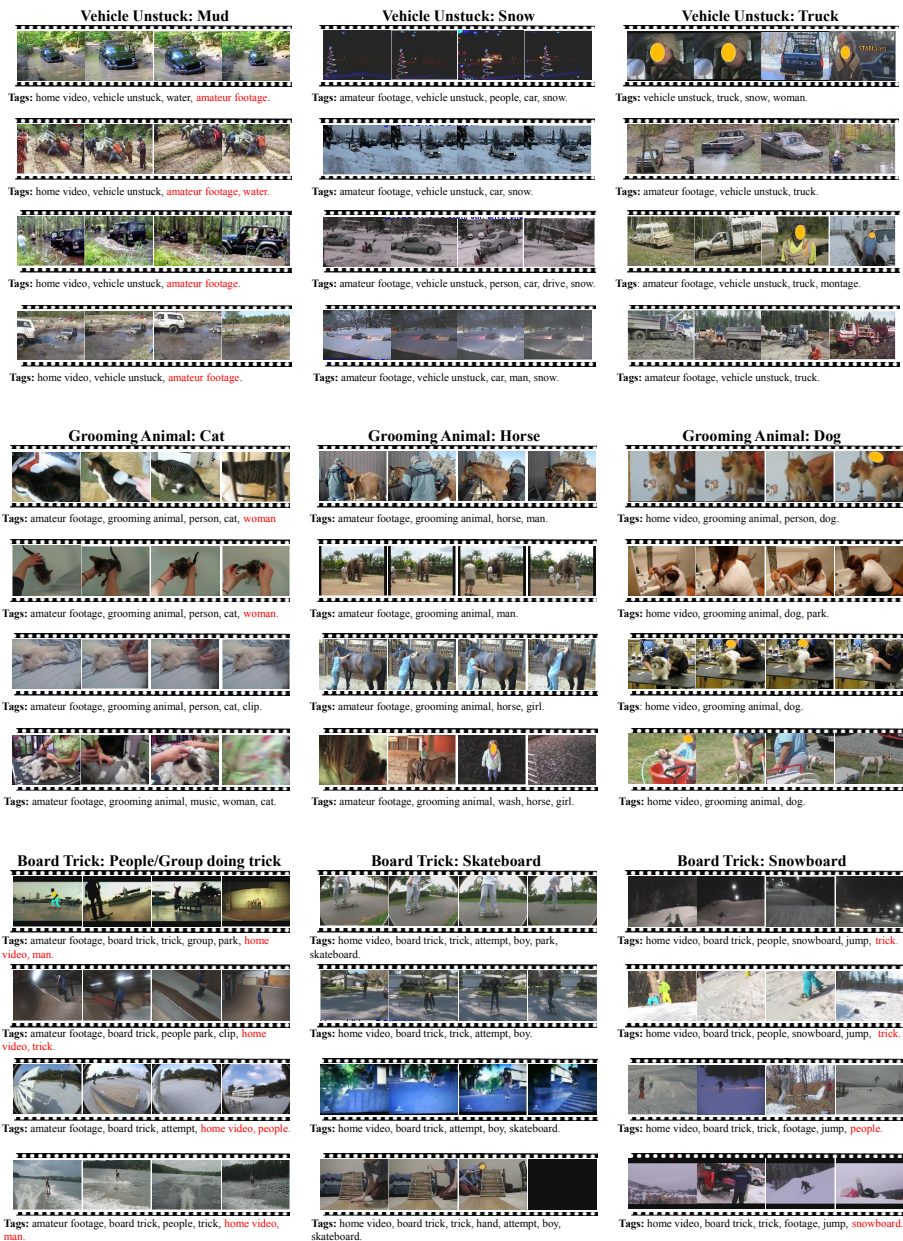 Vehicle Unstuck: Mud
Tags: home video, vehicle unstuck, water, amateur footage.
Tags: home video, vehicle unstuck, amateur footage, water.
Tags: home video, vehicle unstuck, amateur footage.
Tags: home video, vehicle unstuck, amateur footage.
Vehicle Unstuck: Snow
Tags: amateur footage, vehicle unstuck, people, car, snow.
Tags: amateur footage, vehicle unstuck, car, snow.
Tags: amateur footage, vehicle unstuck, person, car, drive, snow.
Tags: amateur footage, vehicle unstuck, car, man, snow.
Vehicle Unstuck: Truck
Tags: vehicle unstuck, truck, snow, woman.
Tags: amateur footage, vehicle unstuck, truck.
Tags: amateur footage, vehicle unstuck, truck, montage.
Tags: amateur footage, vehicle unstuck, truck.
Grooming Animal: Cat
Tags: amateur footage, grooming animal, person, cat, woman
Tags: amateur footage, grooming animal, person, cat, woman.
Tags: amateur footage, grooming animal, person, cat, clip.
Tags: amateur footage, grooming animal, music, woman, cat.
Grooming Animal: Horse
Tags: amateur footage, grooming animal, horse, man.
Tags: amateur footage, grooming animal, man.
Tags: amateur footage, grooming animal, horse, girl.
Tags: amateur footage, grooming animal, wash, horse, girl.
Grooming Animal: Dog
Tags: home video, grooming animal, person, dog.
Tags: home video, grooming animal, dog, park.
Tags: home video, grooming animal, dog.
Tags: home video, grooming animal, dog.
Board Trick: People/Group doing trick
Tags: amateur footage, board trick, trick, group, park, home
video, man.
Tags: amateur footage, board trick, people park, clip, home
video, trick.
Tags: amateur footage, board trick, attempt, home video, people.
Tags: amateur footage, board trick, people, trick, home video,
man.
Board Trick: Skateboard
Tags: home video, board trick, trick, attempt, boy, park,
skateboard.
Tags: home video, board trick, trick, attempt, boy.
Tags: home video, board trick, attempt, boy, skateboard.
Tags: home video, board trick, trick, hand, attempt, boy,
skateboard.
Board Trick: Snowboard
Tags: home video, board trick, people, snowboard, jump, trick.
Tags: home video, board trick, people, snowboard, jump, trick.
Tags: home video, board trick, trick, footage, jump, people.
Tags: home video, board trick, trick, footage, jump, snowboard.